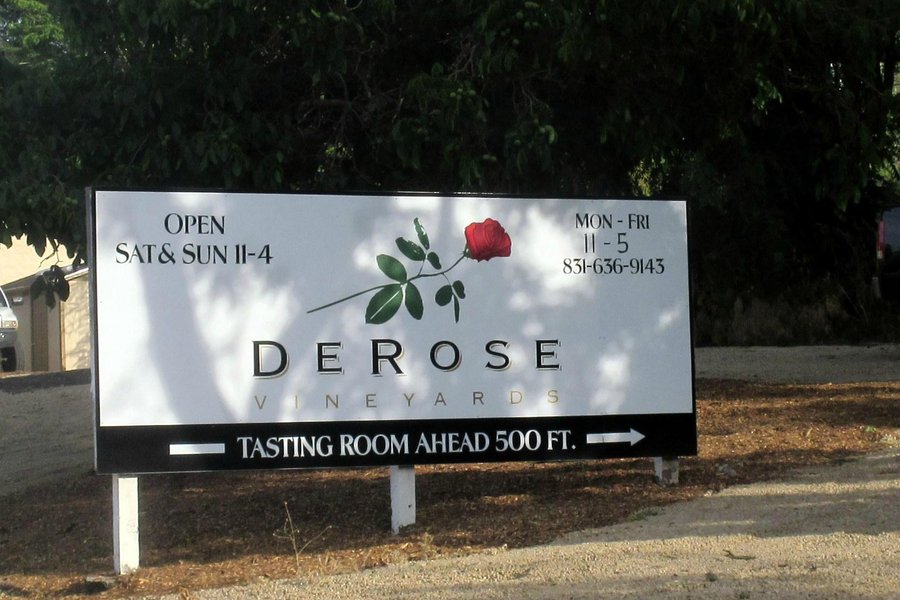 OPEN
SAT & SUN 11-4
MON - FRI
11 - 5
831-636-9143
DEROSE
VINEYARDS
TASTING ROOM AHEAD 500 FT.